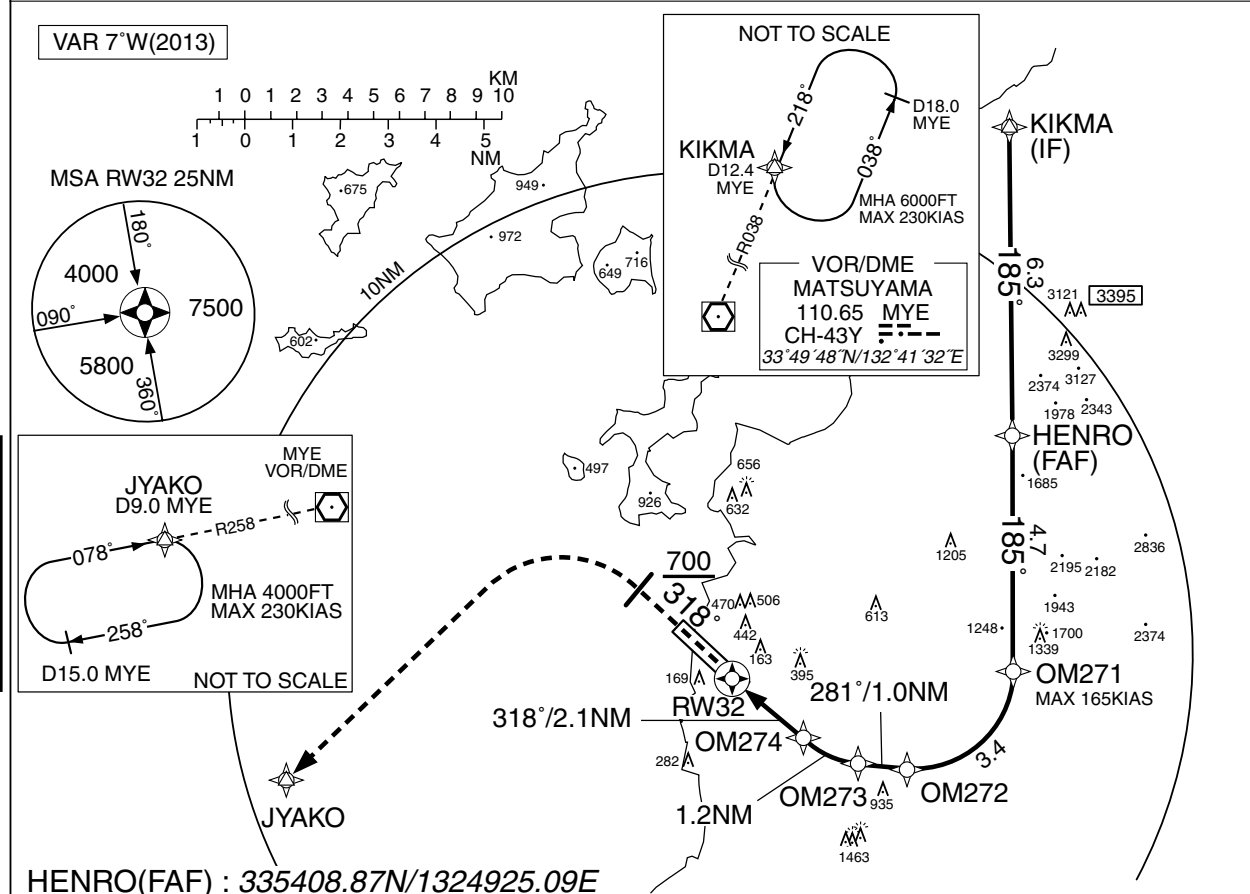 VAR 7°W(2013)
KM
1 0 1 2 3 4 5 6 7 8 9 10
1 0 1 2 3 4 5
NM
MSA RW32 25NM
180°
4000
7500
090°
5800
360°
675
949
972
649
716
602
10NM
NOT TO SCALE
218°
D18.0
MYE
KIKMA
D12.4
MYE
038°
MHA 6000FT
MAX 230KIAS
R038
VOR/DME
MATSUYAMA
110.65 MYE
CH-43Y
33°49´48˝N/132°41´32˝E
KIKMA
(IF)
185°
6.3
3121
3395
3299
2374
3127
1978
2343
HENRO
(FAF)
1685
185°
4.7
2836
2195
2182
1943
1248
1700
1339
2374
OM271
MAX 165KIAS
MYE
VOR/DME
JYAKO
D9.0 MYE
R258
078°
MHA 4000FT
MAX 230KIAS
258°
D15.0 MYE
NOT TO SCALE
497
926
656
632
1205
613
700
318°
470
506
442
163
395
169
RW32
281°/1.0NM
318°/2.1NM
OM274
282
3.4
OM273
935
OM272
1.2NM
1463
JYAKO
HENRO(FAF) : 335408.87N/1324925.09E